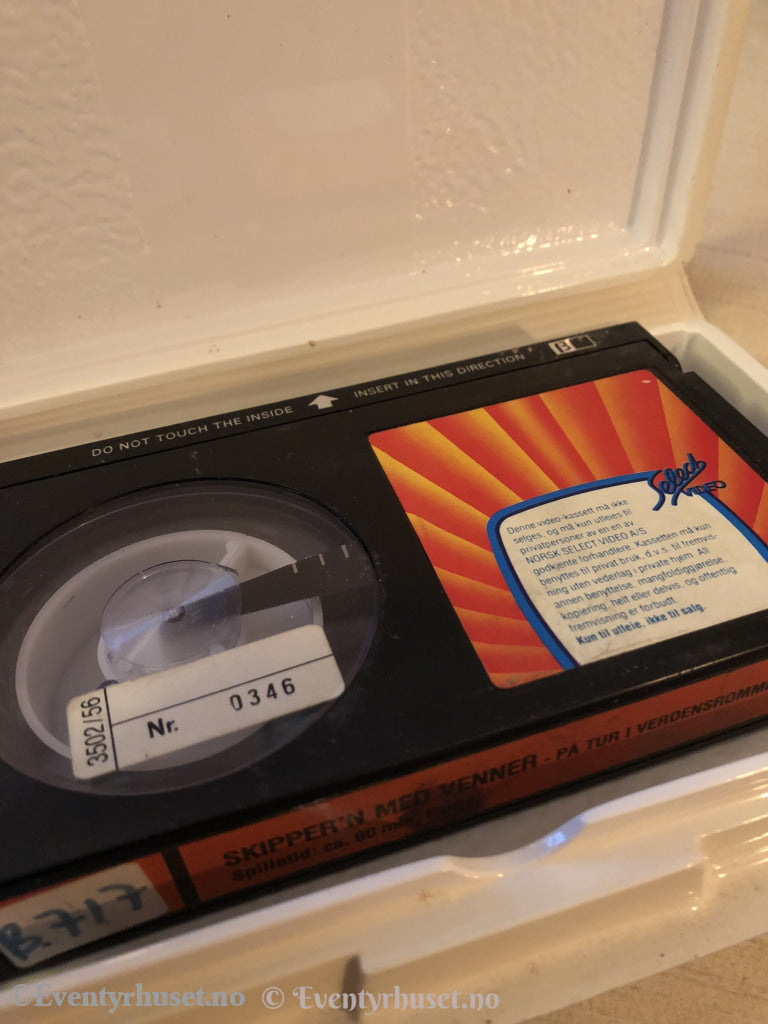 DO NOT TOUCH THE INSIDE INSERT IN THIS DIRECTION
Select
VIDEO
Denne video-kassett må ikke
selges, og må kun utleies til
privatpersoner av en en av
NORSK SELECT VIDEO A/S
godkjente forhandlere. Kassetten må kun
benyttes til privat bruk, d.v.s. til fremvis-
ning uten vederlag i private hjem. All
annen benyttelse, mangfoldiggjørelse,
kopiering, helt eller delvis, og offentlig
fremvisning er forbudt.
Kun til utleie, ikke til salg.
3502/56
Nr. 0346
SKIPPER'N MED VENNER - PÅ TUR I VERDENSROMME
Spilletid: ca. 60 min.
B.717
©Eventyrhuset.no © Eventyrhuset.no